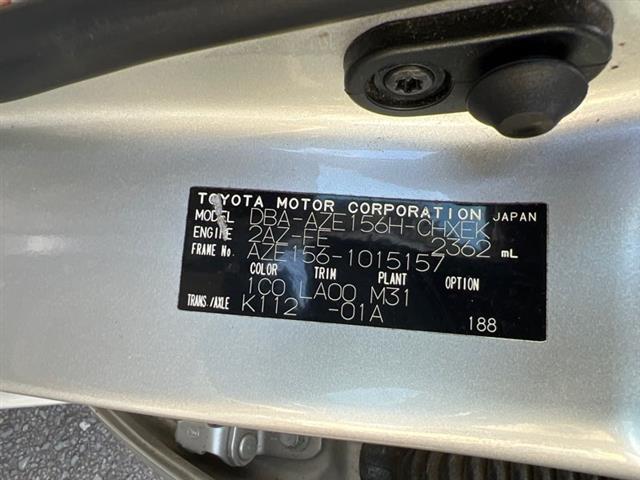 TOYOTA MOTOR CORPORATION JAPAN
MODEL DBA-AZE156H-CHXEK
ENGINE 2AZ-FE 2362 mL
FRAME No. AZE156-1015157
COLOR TRIM PLANT OPTION
1C0 LA00 M31
TRANS./AXLE K112 -01A
188